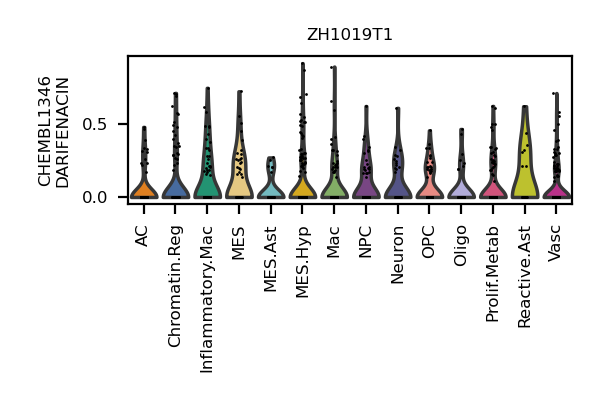 ZH1019T1
CHEMBL1346
DARIFENACIN
0.5
0.0
AC
Chromatin.Reg
Inflammatory.Mac
MES
MES.Ast
MES.Hyp
Mac
NPC
Neuron
OPC
Oligo
Prolif.Metab
Reactive.Ast
Vasc